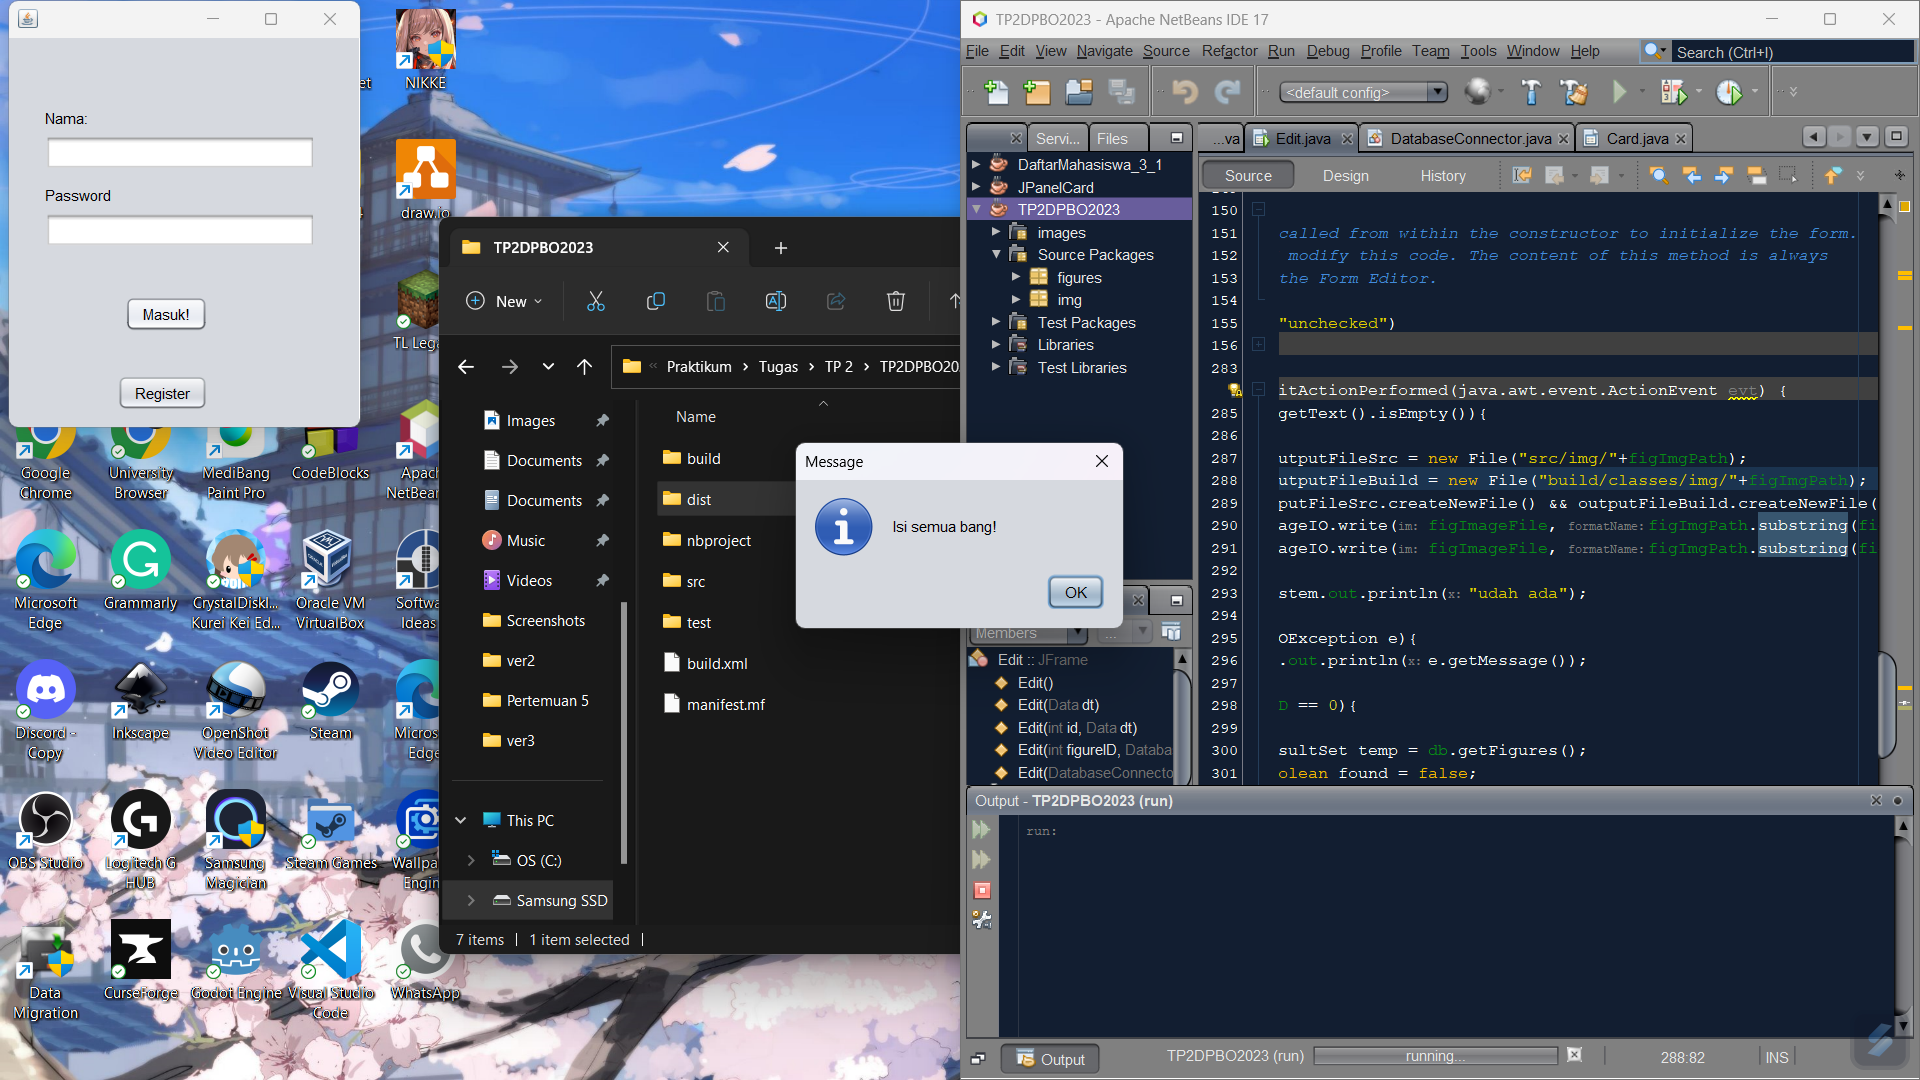 Nama:
Password
Masuk!
Register
NIKKE
et
draw.io
TL Lega
Google Chrome
University Browser
MediBang Paint Pro
CodeBlocks
Apac NetBean
Microsoft Edge
Grammarly
CrystalDiskI... Kurei Kei Ed...
Oracle VM VirtualBox
Softwa Ideas
Discord - Copy
Inkscape
OpenShot Video Editor
Steam
Micros Edge
OBS Studio
Logitech G HUB
Samsung Magician
Steam Games
Wallpa Engin
Data Migration
CurseForge
Godot Engine
Visual Studio Code
WhatsApp
TP2DPBO2023
New
Praktikum > Tugas > TP 2 > TP2DPBO20
Images
Documents
Documents
Music
Videos
Screenshots
ver2
Pertemuan 5
ver3
This PC
OS (C:)
Samsung SSD
Name
build
dist
nbproject
src
test
build.xml
manifest.mf
7 items | 1 item selected |
Message
Isi semua bang!
OK
TP2DPBO2023 - Apache NetBeans IDE 17
File Edit View Navigate Source Refactor Run Debug Profile Team Tools Window Help
Search (Ctrl+I)
<default config>
Servi... Files
DaftarMahasiswa_3_1
JPanelCard
TP2DPBO2023
images
Source Packages
figures
img
Test Packages
Libraries
Test Libraries
...va Edit.java DatabaseConnector.java Card.java
Source Design History
150
151 called from within the constructor to initialize the form.
152 modify this code. The content of this method is always
153 the Form Editor.
154
155 "unchecked")
156
283
itActionPerformed(java.awt.event.ActionEvent evt) {
285 getText().isEmpty()){
286
287 utputFileSrc = new File("src/img/"+figImgPath);
288 utputFileBuild = new File("build/classes/img/"+figImgPath);
289 putFileSrc.createNewFile() && outputFileBuild.createNewFile(
290 ageIO.write(im: figImageFile, formatName: figImgPath.substring(fi
291 ageIO.write(im: figImageFile, formatName: figImgPath.substring(fi
292
293 stem.out.println(x: "udah ada");
294
295 OException e){
296 .out.println(x: e.getMessage());
297
298 D == 0){
299
300 sultSet temp = db.getFigures();
301 olean found = false;
Members
...
Edit :: JFrame
Edit()
Edit(Data dt)
Edit(int id, Data dt)
Edit(int figureID, Databa
Edit(DatabaseConnecto
Output - TP2DPBO2023 (run)
run:
Output
TP2DPBO2023 (run)
running...
288:82
INS